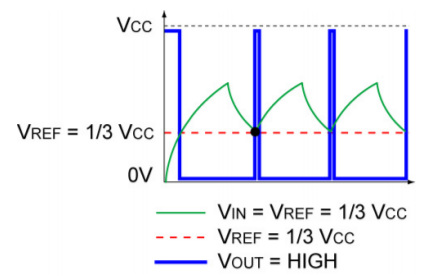 VCC
VREF = 1/3 VCC
0V
VIN = VREF = 1/3 VCC
VREF = 1/3 VCC
VOUT = HIGH